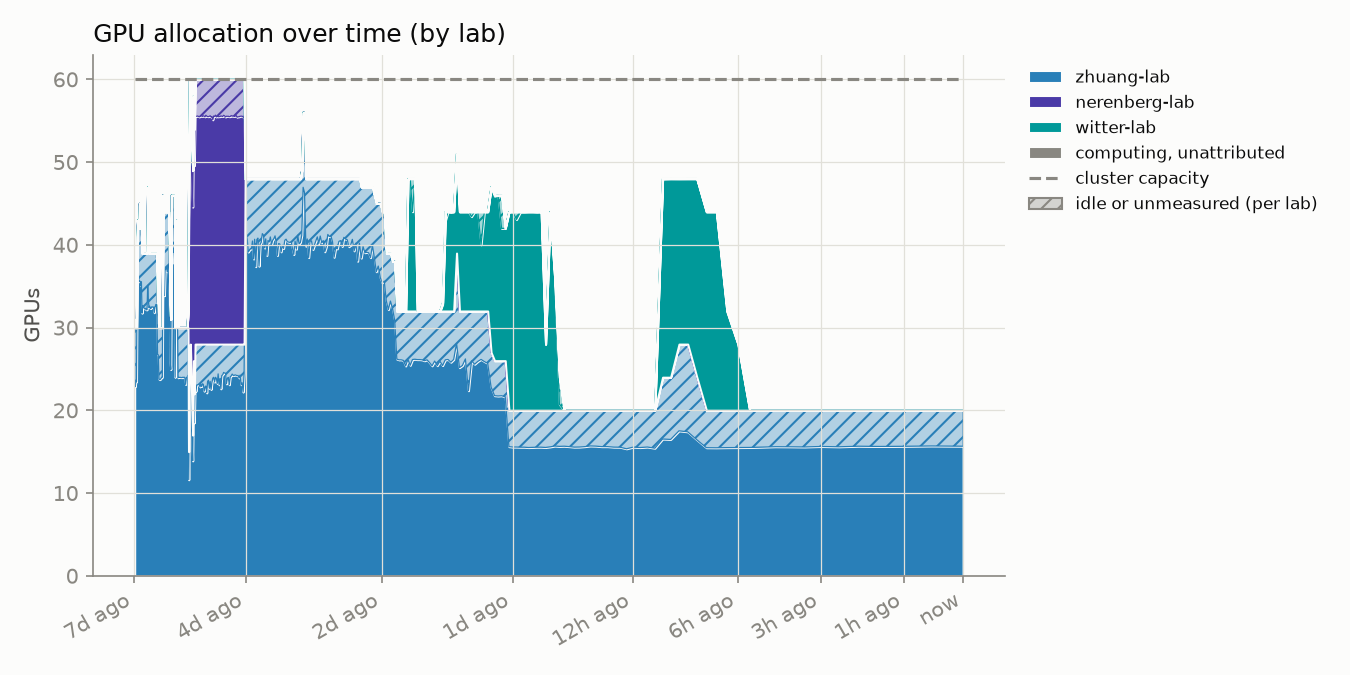 GPU allocation over time (by lab)
GPUs
60
50
40
30
20
10
0
7d ago
4d ago
2d ago
1d ago
12h ago
6h ago
3h ago
1h ago
now
zhuang-lab
nerenberg-lab
witter-lab
computing, unattributed
cluster capacity
idle or unmeasured (per lab)